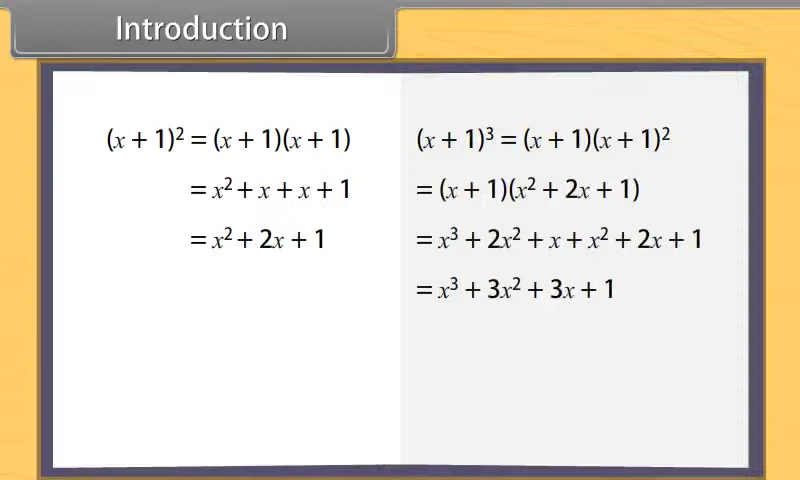 Introduction
(x + 1)² = (x + 1)(x + 1)
= x² + x + x + 1
= x² + 2x + 1
(x + 1)³ = (x + 1)(x + 1)²
= (x + 1)(x² + 2x + 1)
= x³ + 2x² + x + x² + 2x + 1
= x³ + 3x² + 3x + 1